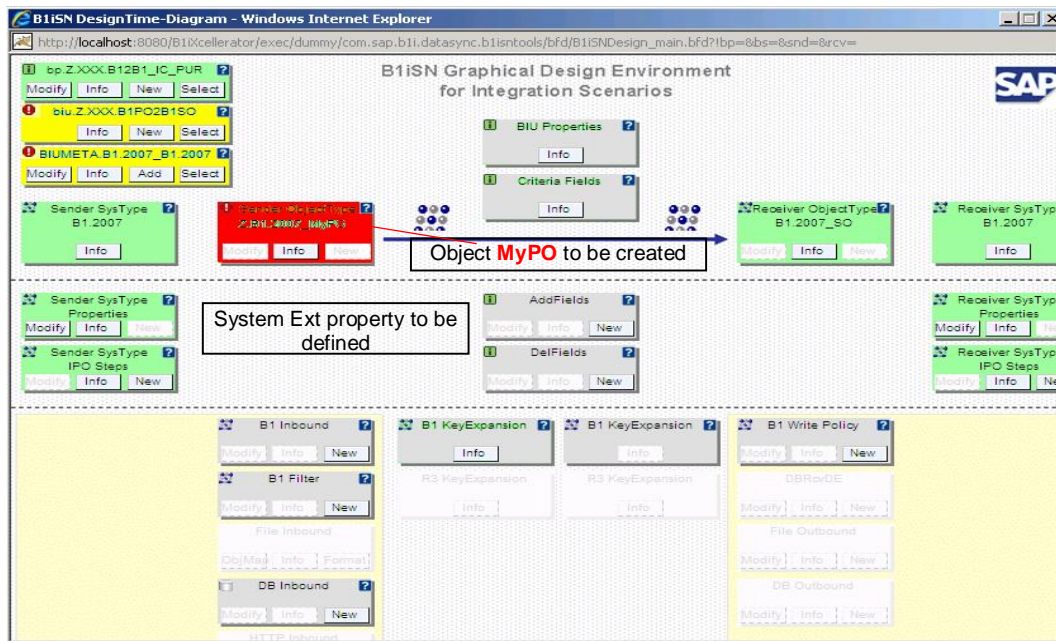 B1iSN DesignTime-Diagram - Windows Internet Explorer
http://localhost:8080/B1iXcellerator/exec/dummy/com.sap.b1i.datasync.b1isntools/bfd/B1iSNDesign_main.bfd?!bp=&bs=&snd=&rcv=
bp.Z.XXX.B12B1_IC_PUR ?
Modify Info New Select
biu.Z.XXX.B1PO2B1SO ?
Info New Select
BIUMETA.B1.2007_B1.2007 ?
Modify Info Add Select
B1iSN Graphical Design Environment
for Integration Scenarios
SAP
BIU Properties ?
Info
Criteria Fields ?
Info
Sender SysType ?
B1.2007
Info
Sender ObjectType ?
Z.B1.2007_MyPO
Modify Info New
Receiver ObjectType ?
B1.2007_SO
Modify Info New
Receiver SysTyp
B1.2007
Info
Object MyPO to be created
Sender SysType ?
Properties
Modify Info New
System Ext property to be
defined
AddFields ?
Modify Info New
Receiver SysTyp
Properties
Modify Info
Sender SysType ?
IPO Steps
Modify Info New
DelFields ?
Modify Info New
Receiver SysTyp
IPO Steps
Modify Info Ne
B1 Inbound ?
Modify Info New
B1 KeyExpansion ?
Info
B1 KeyExpansion ?
Info
B1 Write Policy ?
Modify Info New
B1 Filter ?
Modify Info New
R3 KeyExpansion
Info
R3 KeyExpansion
Info
DBRcvDE
Modify Info New
File Inbound
ObjMap Info Format
File Outbound
Modify Info New
DB Inbound ?
Modify Info New
DB Outbound
Modify Info New
HTTP Inbound